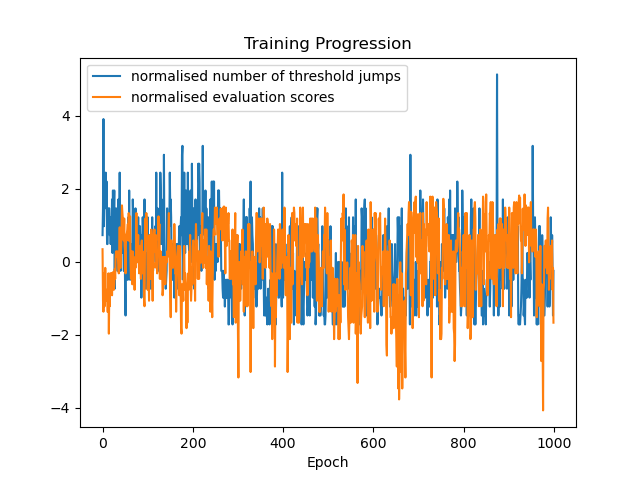 Training Progression
normalised number of threshold jumps
normalised evaluation scores
4
2
0
−2
−4
0 200 400 600 800 1000
Epoch